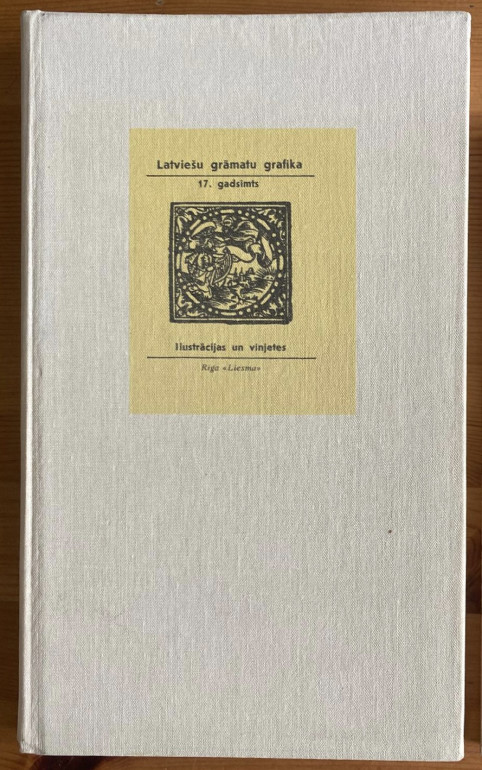 Latviešu grāmatu grafika
17. gadsimts
Ilustrācijas un vinjetes
Rīga «Liesma»